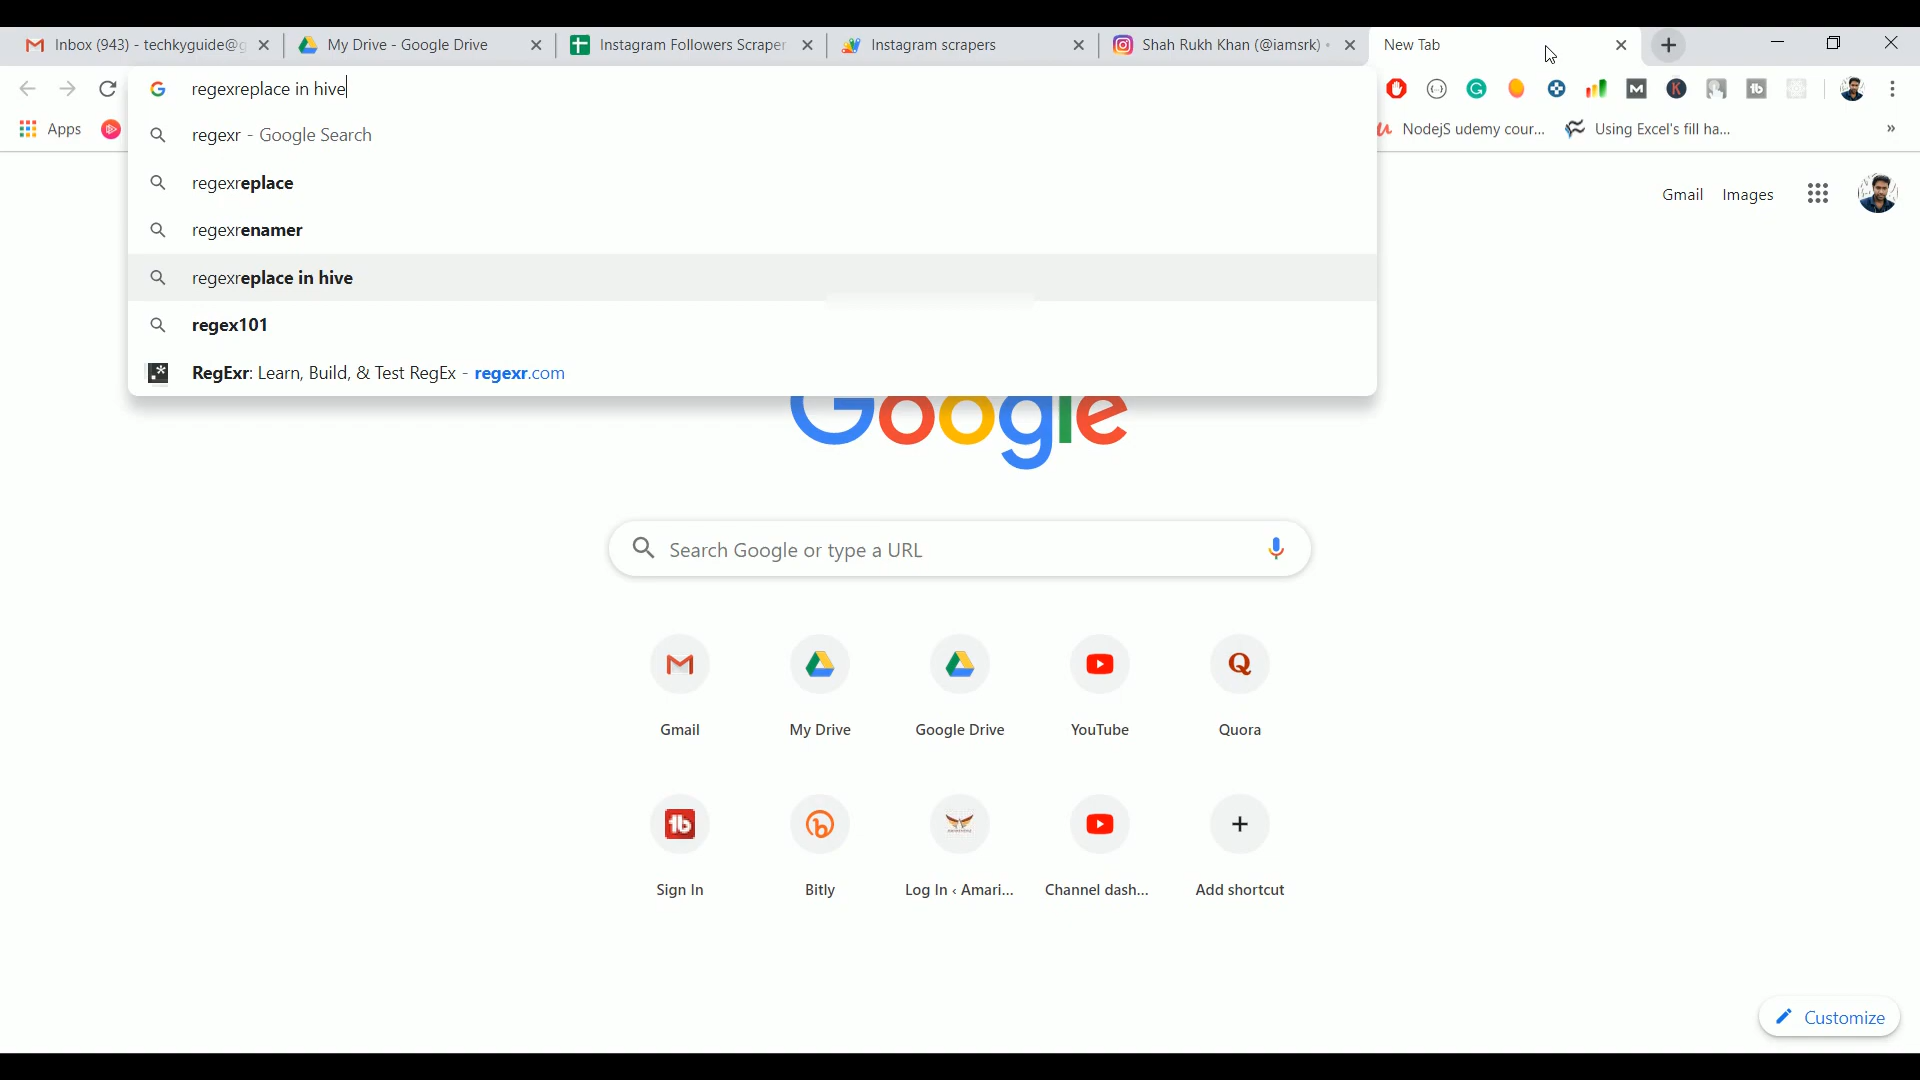 Inbox (943) - techkyguide@g
My Drive - Google Drive
Instagram Followers Scraper
Instagram scrapers
Shah Rukh Khan (@iamsrk) •
New Tab
regexreplace in hive
Apps
NodejS udemy cour...
Using Excel's fill ha...
»
regexr - Google Search
regexreplace
regexrenamer
regexreplace in hive
regex101
RegExr: Learn, Build, & Test RegEx - regexr.com
Gmail
Images
Google
Search Google or type a URL
Gmail
My Drive
Google Drive
YouTube
Quora
Sign In
Bitly
Log In ‹ Amari...
Channel dash...
Add shortcut
Customize